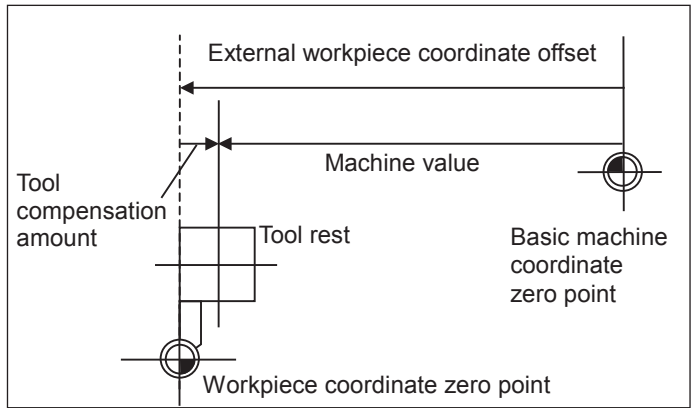 External workpiece coordinate offset
Machine value
Tool
compensation
amount
Tool rest
Basic machine
coordinate
zero point
Workpiece coordinate zero point